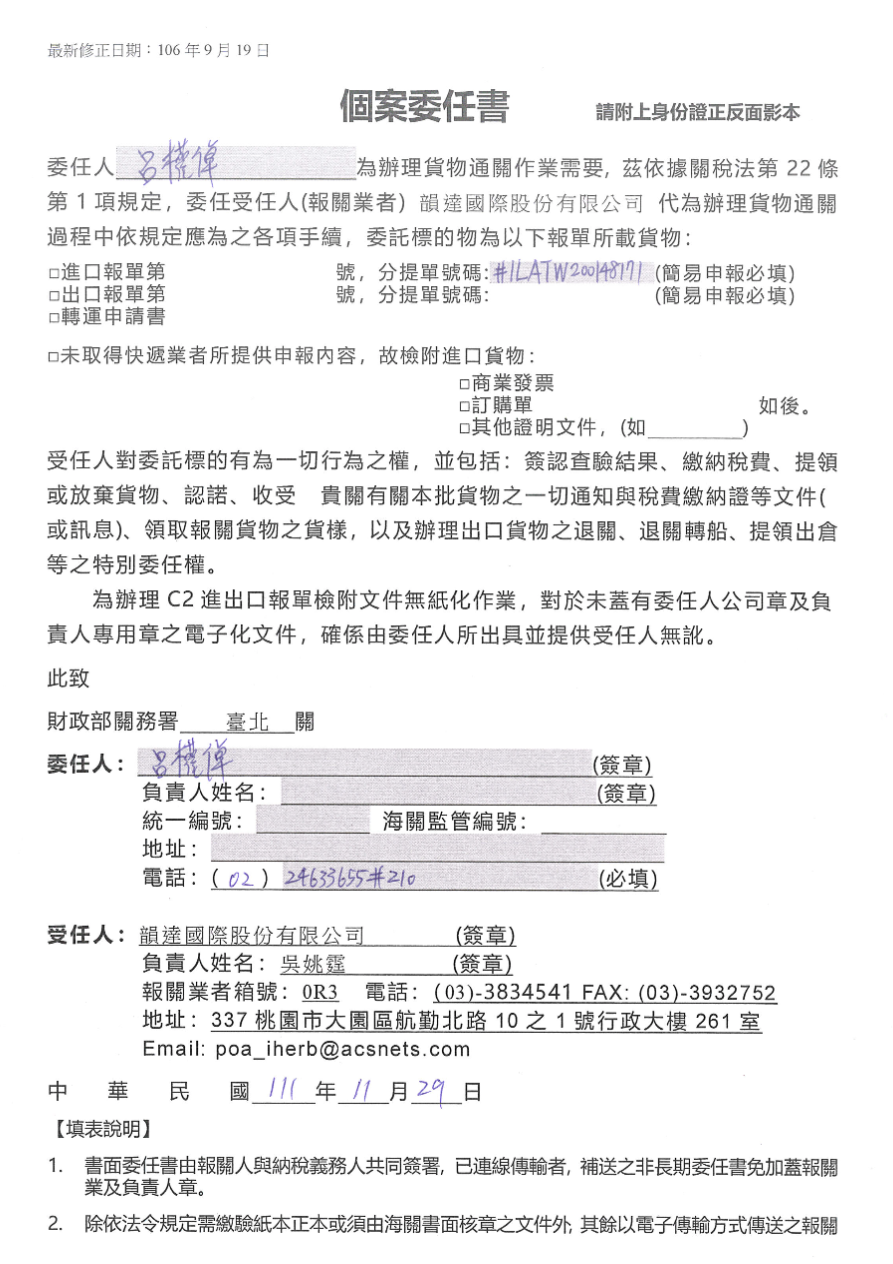 最新修正日期：106 年 9 月 19 日
個案委任書 請附上身份證正反面影本
委任人 呂權倬 為辦理貨物通關作業需要, 茲依據關稅法第 22 條
第 1 項規定, 委任受任人(報關業者) 韻達國際股份有限公司 代為辦理貨物通關
過程中依規定應為之各項手續, 委託標的物為以下報單所載貨物:
□進口報單第 號, 分提單號碼:#ILATW200148771 (簡易申報必填)
□出口報單第 號, 分提單號碼: (簡易申報必填)
□轉運申請書
□未取得快遞業者所提供申報內容, 故檢附進口貨物:
□商業發票
□訂購單 如後。
□其他證明文件, (如________)
受任人對委託標的有為一切行為之權, 並包括: 簽認查驗結果、繳納稅費、提領
或放棄貨物、認諾、收受 貴關有關本批貨物之一切通知與稅費繳納證等文件(
或訊息)、領取報關貨物之貨樣, 以及辦理出口貨物之退關、退關轉船、提領出倉
等之特別委任權。
為辦理 C2 進出口報單檢附文件無紙化作業, 對於未蓋有委任人公司章及負
責人專用章之電子化文件, 確係由委任人所出具並提供受任人無訛。
此致
財政部關務署 臺北 關
委任人: 呂權倬 (簽章)
負責人姓名: (簽章)
統一編號: 海關監管編號:
地址:
電話: (02) 24633655#210 (必填)
受任人: 韻達國際股份有限公司 (簽章)
負責人姓名: 吳姚霆 (簽章)
報關業者箱號: 0R3 電話: (03)-3834541 FAX: (03)-3932752
地址: 337 桃園市大園區航勤北路 10 之 1 號行政大樓 261 室
Email: poa_iherb@acsnets.com
中 華 民 國 111 年 11 月 29 日
【填表說明】
1. 書面委任書由報關人與納稅義務人共同簽署, 已連線傳輸者, 補送之非長期委任書免加蓋報關
業及負責人章。
2. 除依法令規定需繳驗紙本正本或須由海關書面核章之文件外, 其餘以電子傳輸方式傳送之報關